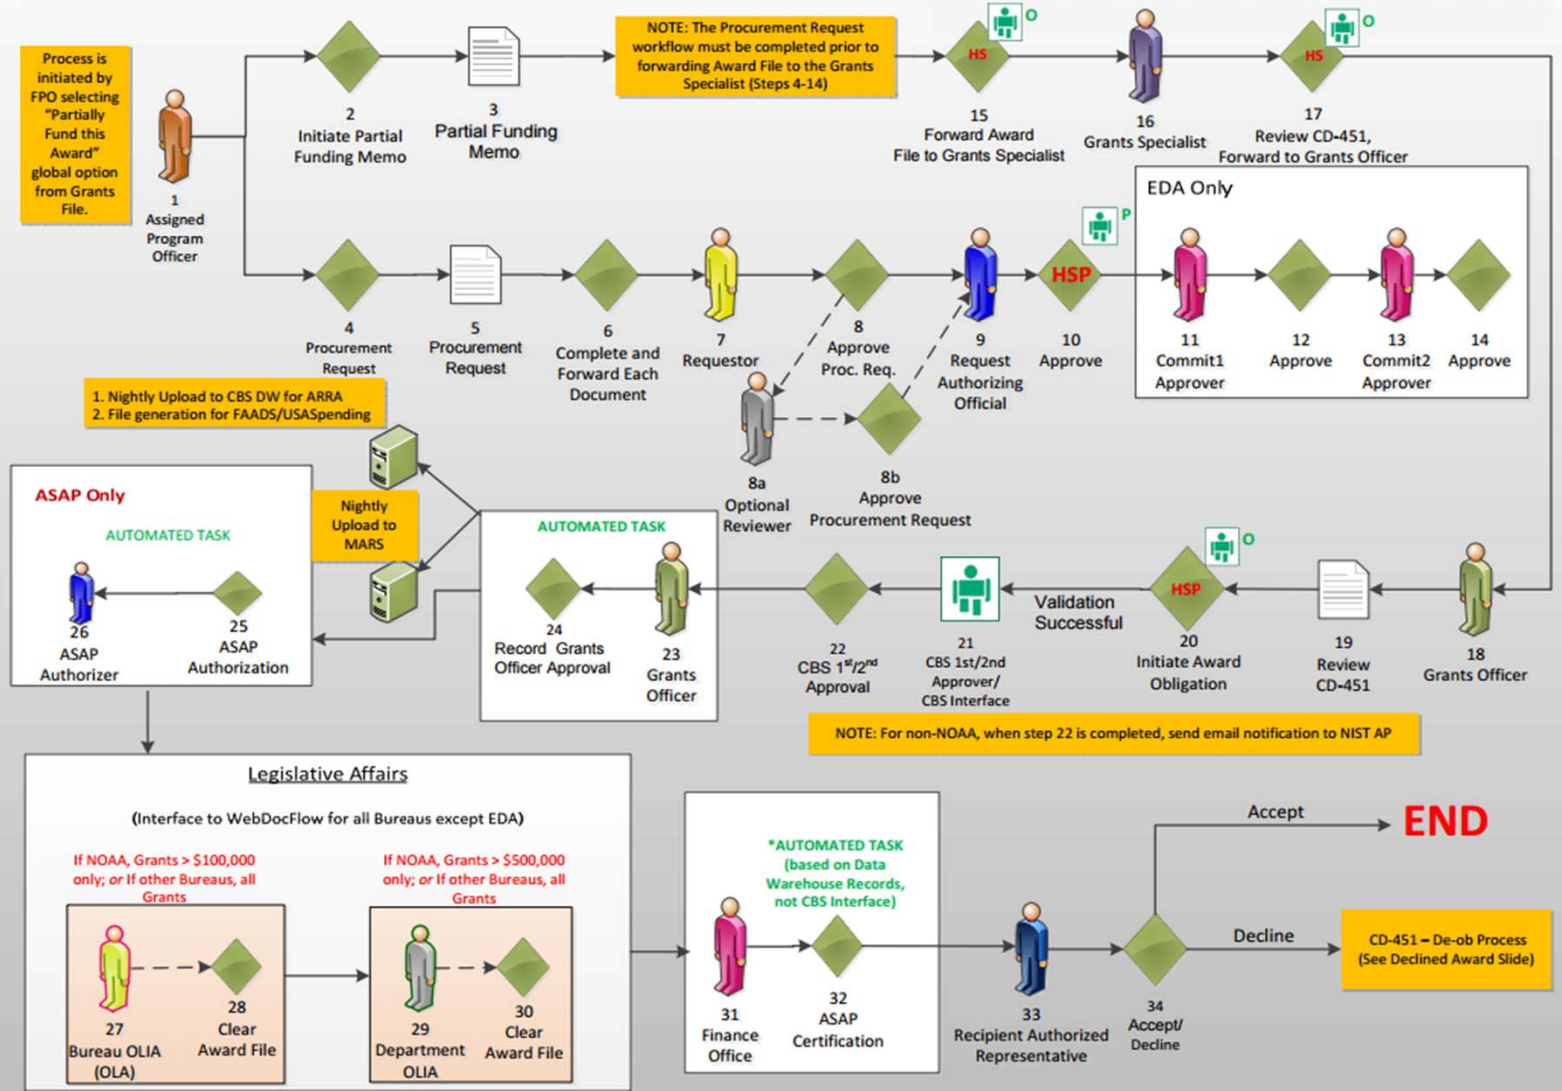 Process is
initiated by
FPO selecting
"Partially
Fund this
Award"
global option
from Grants
File.
1
Assigned
Program
Officer
2
Initiate Partial
Funding Memo
3
Partial Funding
Memo
NOTE: The Procurement Request
workflow must be completed prior to
forwarding Award File to the Grants
Specialist (Steps 4-14)
HS
O
15
Forward Award
File to Grants Specialist
16
Grants Specialist
HS
O
17
Review CD-451,
Forward to Grants Officer
4
Procurement
Request
5
Procurement
Request
6
Complete and
Forward Each
Document
7
Requestor
8
Approve
Proc. Req.
8a
Optional
Reviewer
8b
Approve
Procurement Request
9
Request
Authorizing
Official
HSP
P
10
Approve
EDA Only
11
Commit1
Approver
12
Approve
13
Commit2
Approver
14
Approve
1. Nightly Upload to CBS DW for ARRA
2. File generation for FAADS/USASpending
Nightly
Upload to
MARS
18
Grants Officer
19
Review
CD-451
HSP
O
20
Initiate Award
Obligation
Validation
Successful
21
CBS 1st/2nd
Approver/
CBS Interface
22
CBS 1st/2nd
Approval
NOTE: For non-NOAA, when step 22 is completed, send email notification to NIST AP
AUTOMATED TASK
23
Grants
Officer
24
Record Grants
Officer Approval
ASAP Only
AUTOMATED TASK
25
ASAP
Authorization
26
ASAP
Authorizer
Legislative Affairs
(Interface to WebDocFlow for all Bureaus except EDA)
If NOAA, Grants > $100,000
only; or If other Bureaus, all
Grants
27
Bureau OLIA
(OLA)
28
Clear
Award File
If NOAA, Grants > $500,000
only; or If other Bureaus, all
Grants
29
Department
OLIA
30
Clear
Award File
*AUTOMATED TASK
(based on Data
Warehouse Records,
not CBS Interface)
31
Finance
Office
32
ASAP
Certification
33
Recipient Authorized
Representative
34
Accept/
Decline
Accept
END
Decline
CD-451 – De-ob Process
(See Declined Award Slide)